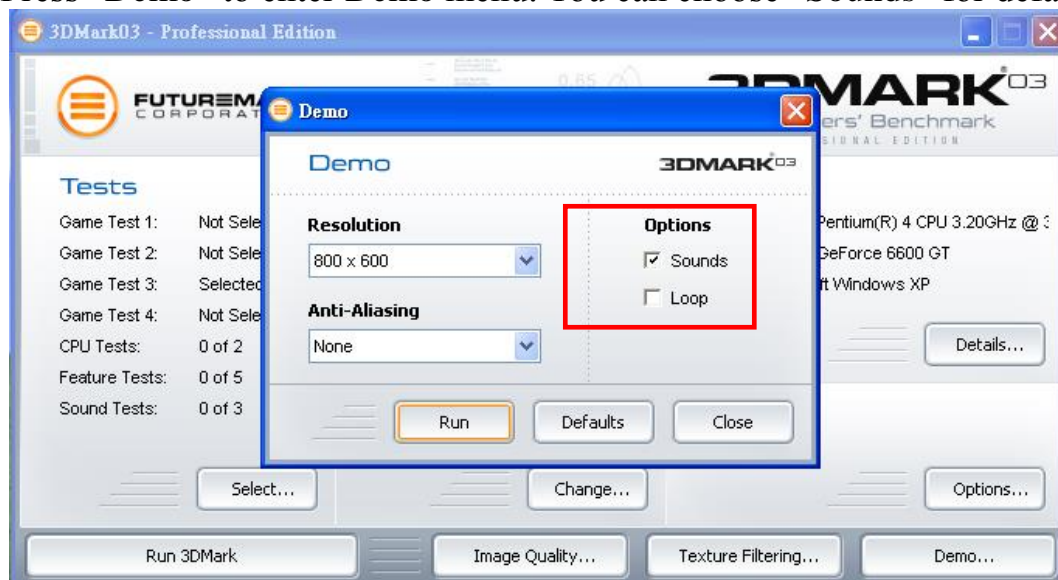 Press "Demo" to enter Demo menu. You can choose "Sounds" for
3DMark03 - Professional Edition
0.65
FUTUREMA
CORPORAT
3DMARK03
ers' Benchmark
SIONAL EDITION
Demo
Demo
3DMARK03
Tests
Game Test 1: Not Sele
Game Test 2: Not Sele
Game Test 3: Selected
Game Test 4: Not Sele
CPU Tests: 0 of 2
Feature Tests: 0 of 5
Sound Tests: 0 of 3
Resolution
800 x 600
Anti-Aliasing
None
Options
Sounds
Loop
Pentium(R) 4 CPU 3.20GHz @
GeForce 6600 GT
ft Windows XP
Details...
Run
Defaults
Close
Select...
Change...
Options...
Run 3DMark
Image Quality...
Texture Filtering...
Demo...